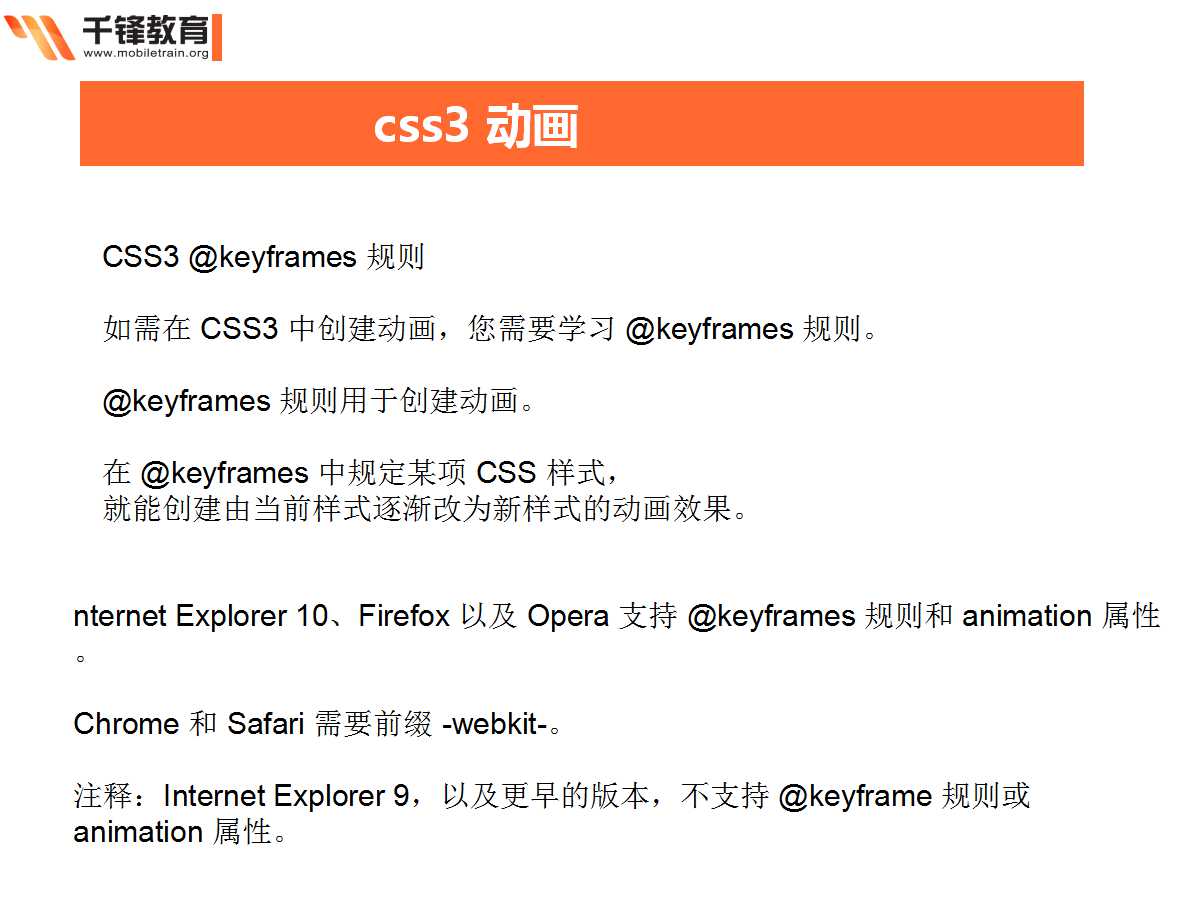 千锋教育
www.mobiletrain.org
css3 动画
CSS3 @keyframes 规则
如需在 CSS3 中创建动画，您需要学习 @keyframes 规则。
@keyframes 规则用于创建动画。
在 @keyframes 中规定某项 CSS 样式，
就能创建由当前样式逐渐改为新样式的动画效果。
nternet Explorer 10、Firefox 以及 Opera 支持 @keyframes 规则和 animation 属性
。
Chrome 和 Safari 需要前缀 -webkit-。
注释：Internet Explorer 9，以及更早的版本，不支持 @keyframe 规则或
animation 属性。